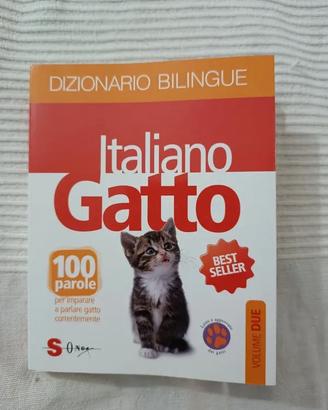 DIZIONARIO BILINGUE
Italiano
Gatto
100
parole
per imparare
a parlare gatto
correntemente
BEST
SELLER
VOLUME DUE